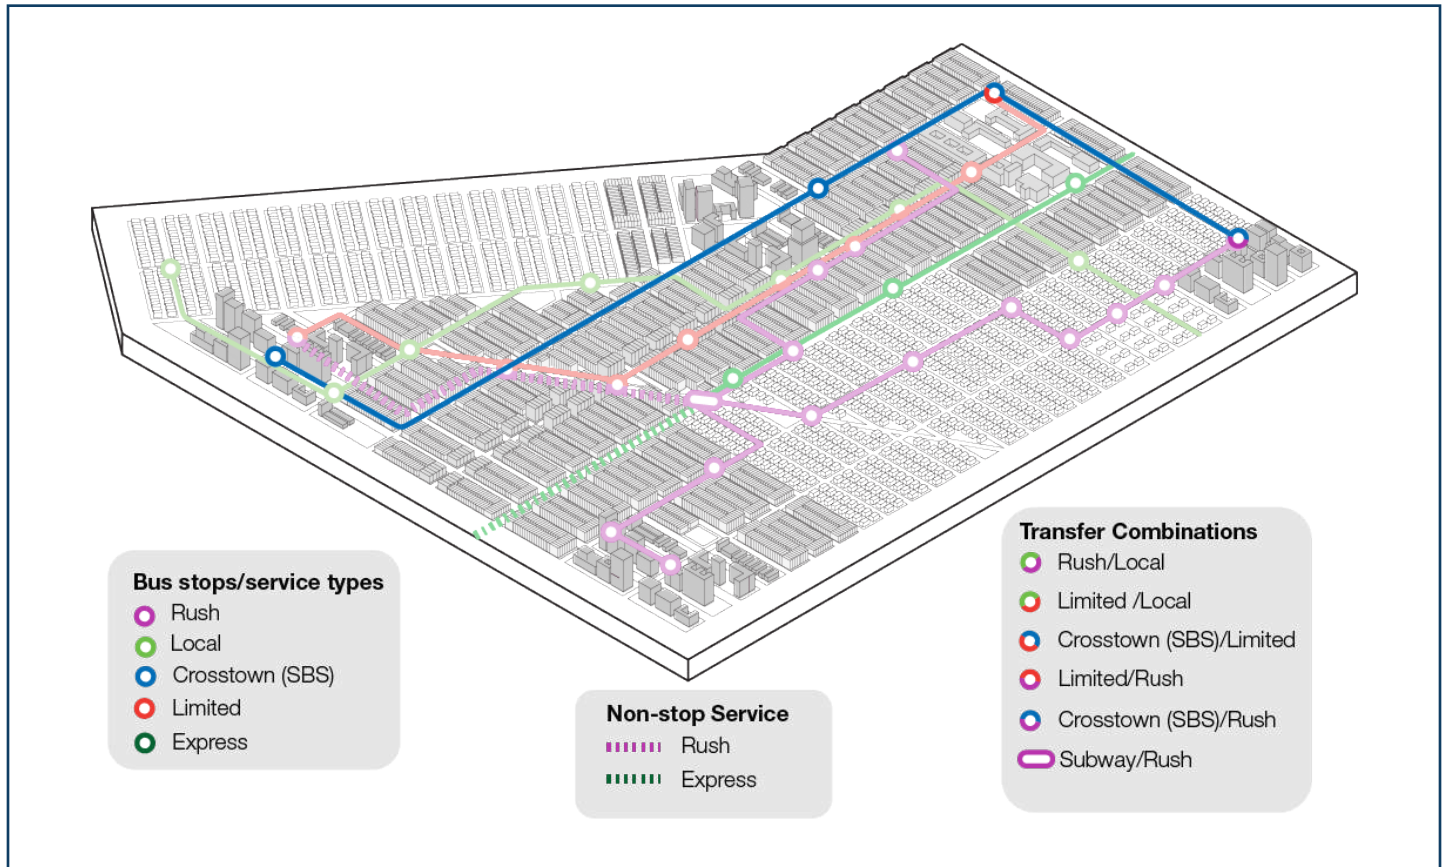 Bus stops/service types
Rush
Local
Crosstown (SBS)
Limited
Express
Non-stop Service
Rush
Express
Transfer Combinations
Rush/Local
Limited /Local
Crosstown (SBS)/Limited
Limited/Rush
Crosstown (SBS)/Rush
Subway/Rush